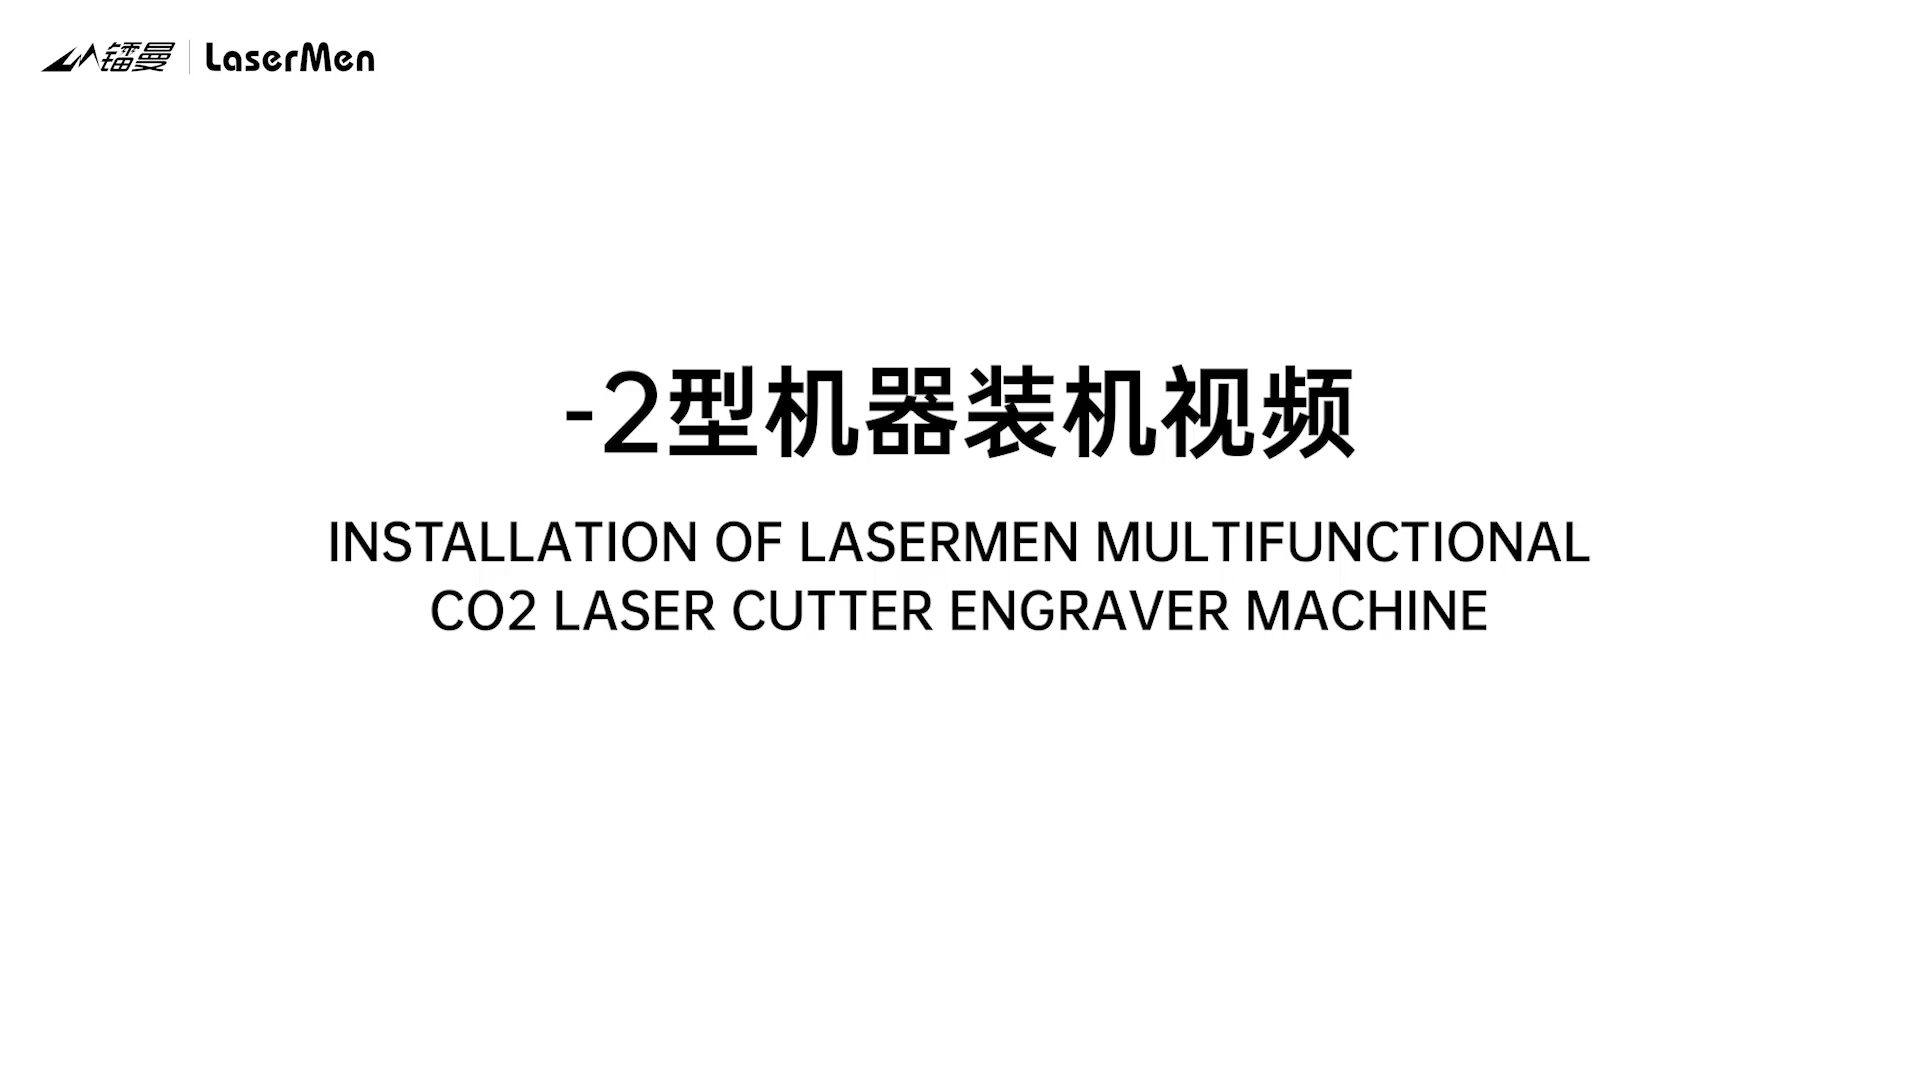 镭曼 LaserMen
-2型机器装机视频
INSTALLATION OF LASERMEN MULTIFUNCTIONAL
CO2 LASER CUTTER ENGRAVER MACHINE